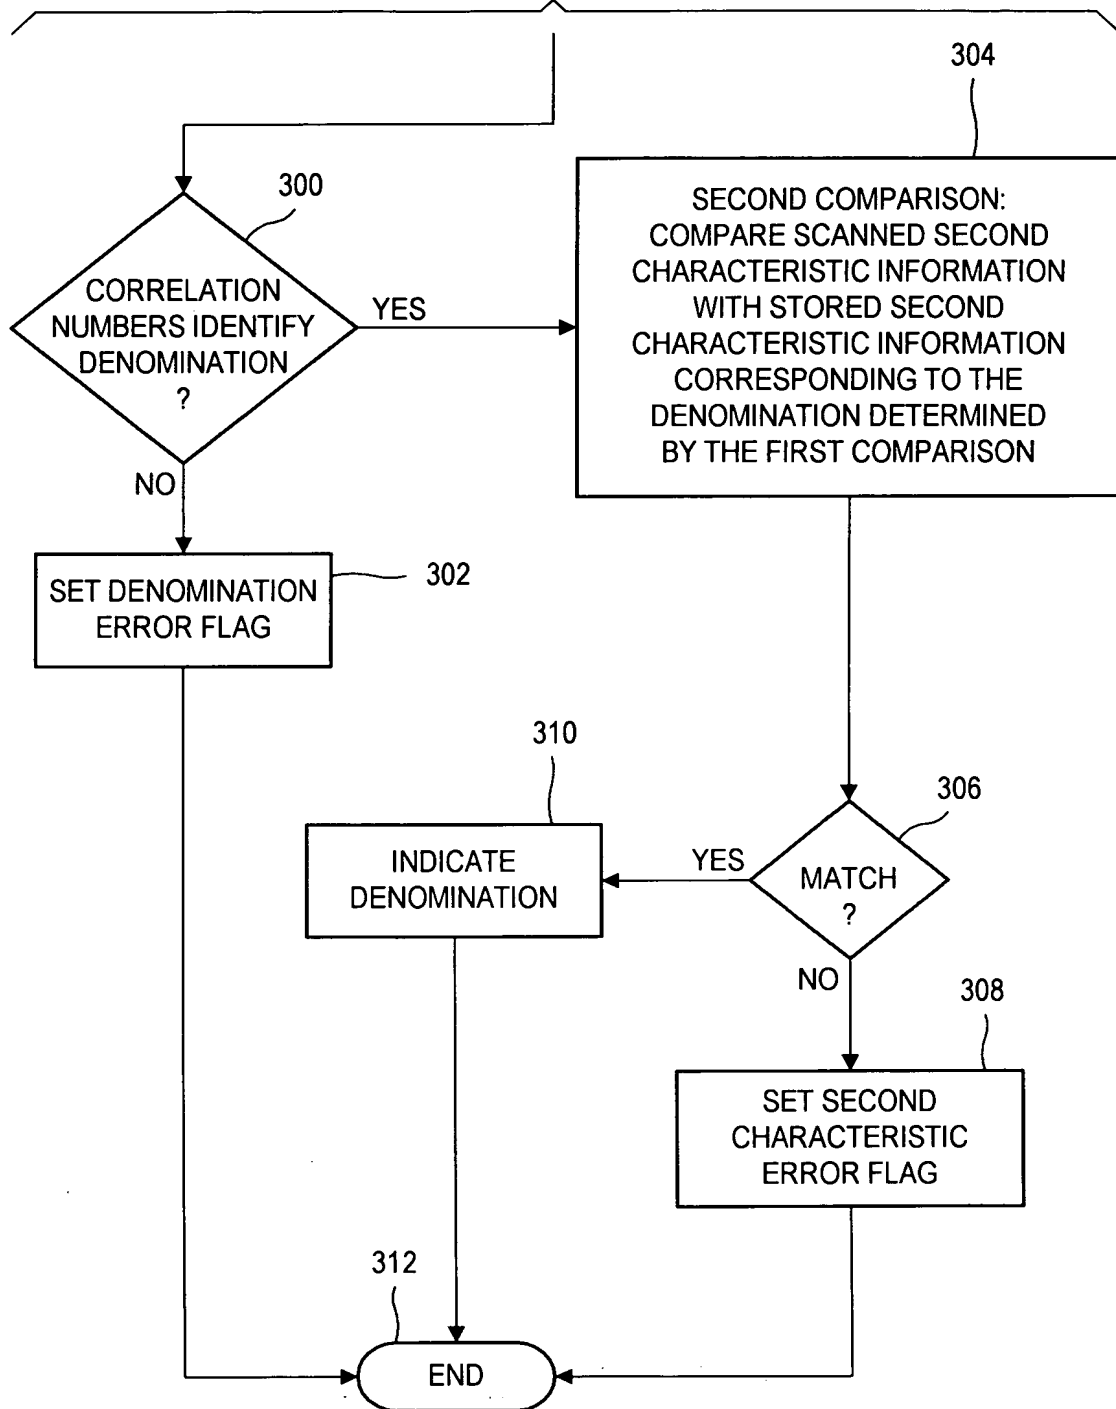 304
300
SECOND COMPARISON:
COMPARE SCANNED SECOND
CHARACTERISTIC INFORMATION
WITH STORED SECOND
CHARACTERISTIC INFORMATION
CORRESPONDING TO THE
DENOMINATION DETERMINED
BY THE FIRST COMPARISON
CORRELATION
NUMBERS IDENTIFY
DENOMINATION
?
YES
NO
302
SET DENOMINATION
ERROR FLAG
310
306
INDICATE
DENOMINATION
YES
MATCH
?
NO
308
SET SECOND
CHARACTERISTIC
ERROR FLAG
312
END